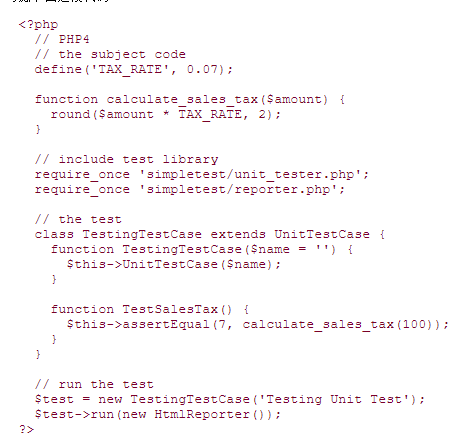 <?php
// PHP4
// the subject code
define('TAX_RATE', 0.07);
function calculate_sales_tax($amount) {
round($amount * TAX_RATE, 2);
}
// include test library
require_once 'simpletest/unit_tester.php';
require_once 'simpletest/reporter.php';
// the test
class TestingTestCase extends UnitTestCase {
function TestingTestCase($name = '') {
$this->UnitTestCase($name);
}
function TestSalesTax() {
$this->assertEqual(7, calculate_sales_tax(100));
}
}
// run the test
$test = new TestingTestCase('Testing Unit Test');
$test->run(new HtmlReporter());
?>